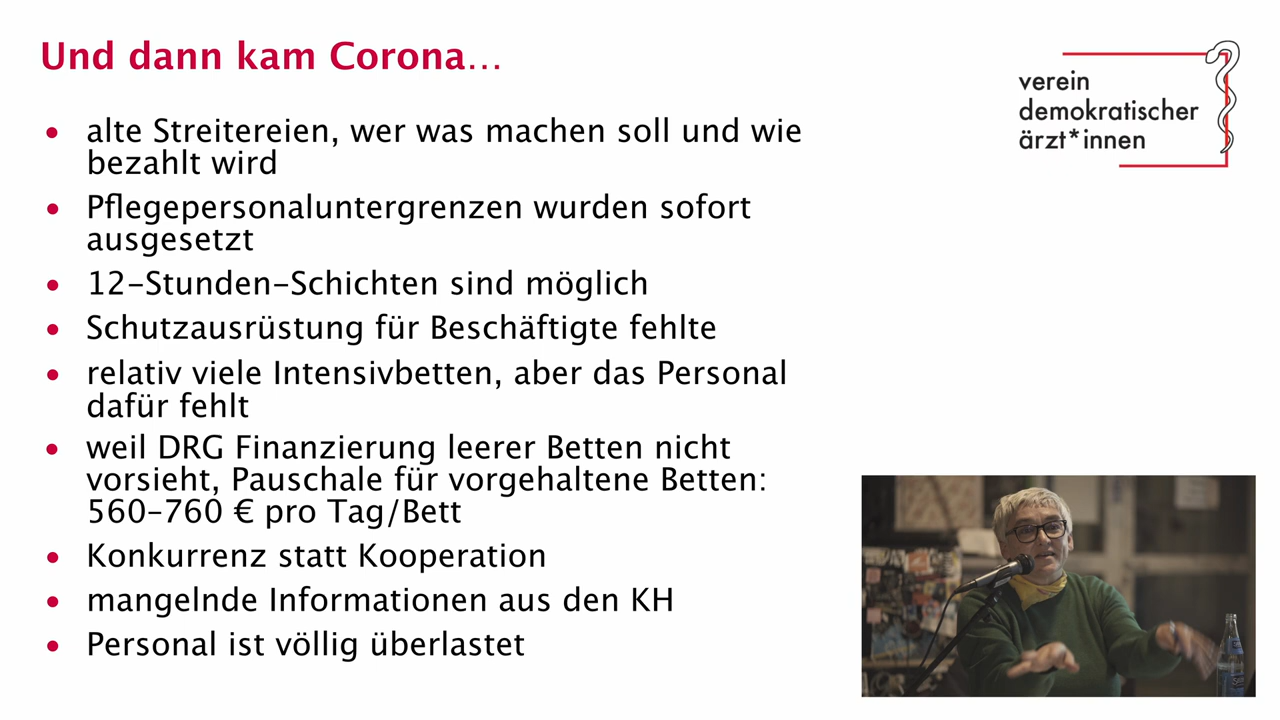 Und dann kam Corona...
verein
demokratischer
ärzt*innen
• alte Streitereien, wer was machen soll und wie
bezahlt wird
• Pflegepersonaluntergrenzen wurden sofort
ausgesetzt
• 12-Stunden-Schichten sind möglich
• Schutzausrüstung für Beschäftigte fehlte
• relativ viele Intensivbetten, aber das Personal
dafür fehlt
• weil DRG Finanzierung leerer Betten nicht
vorsieht, Pauschale für vorgehaltene Betten:
560-760 € pro Tag/Bett
• Konkurrenz statt Kooperation
• mangelnde Informationen aus den KH
• Personal ist völlig überlastet